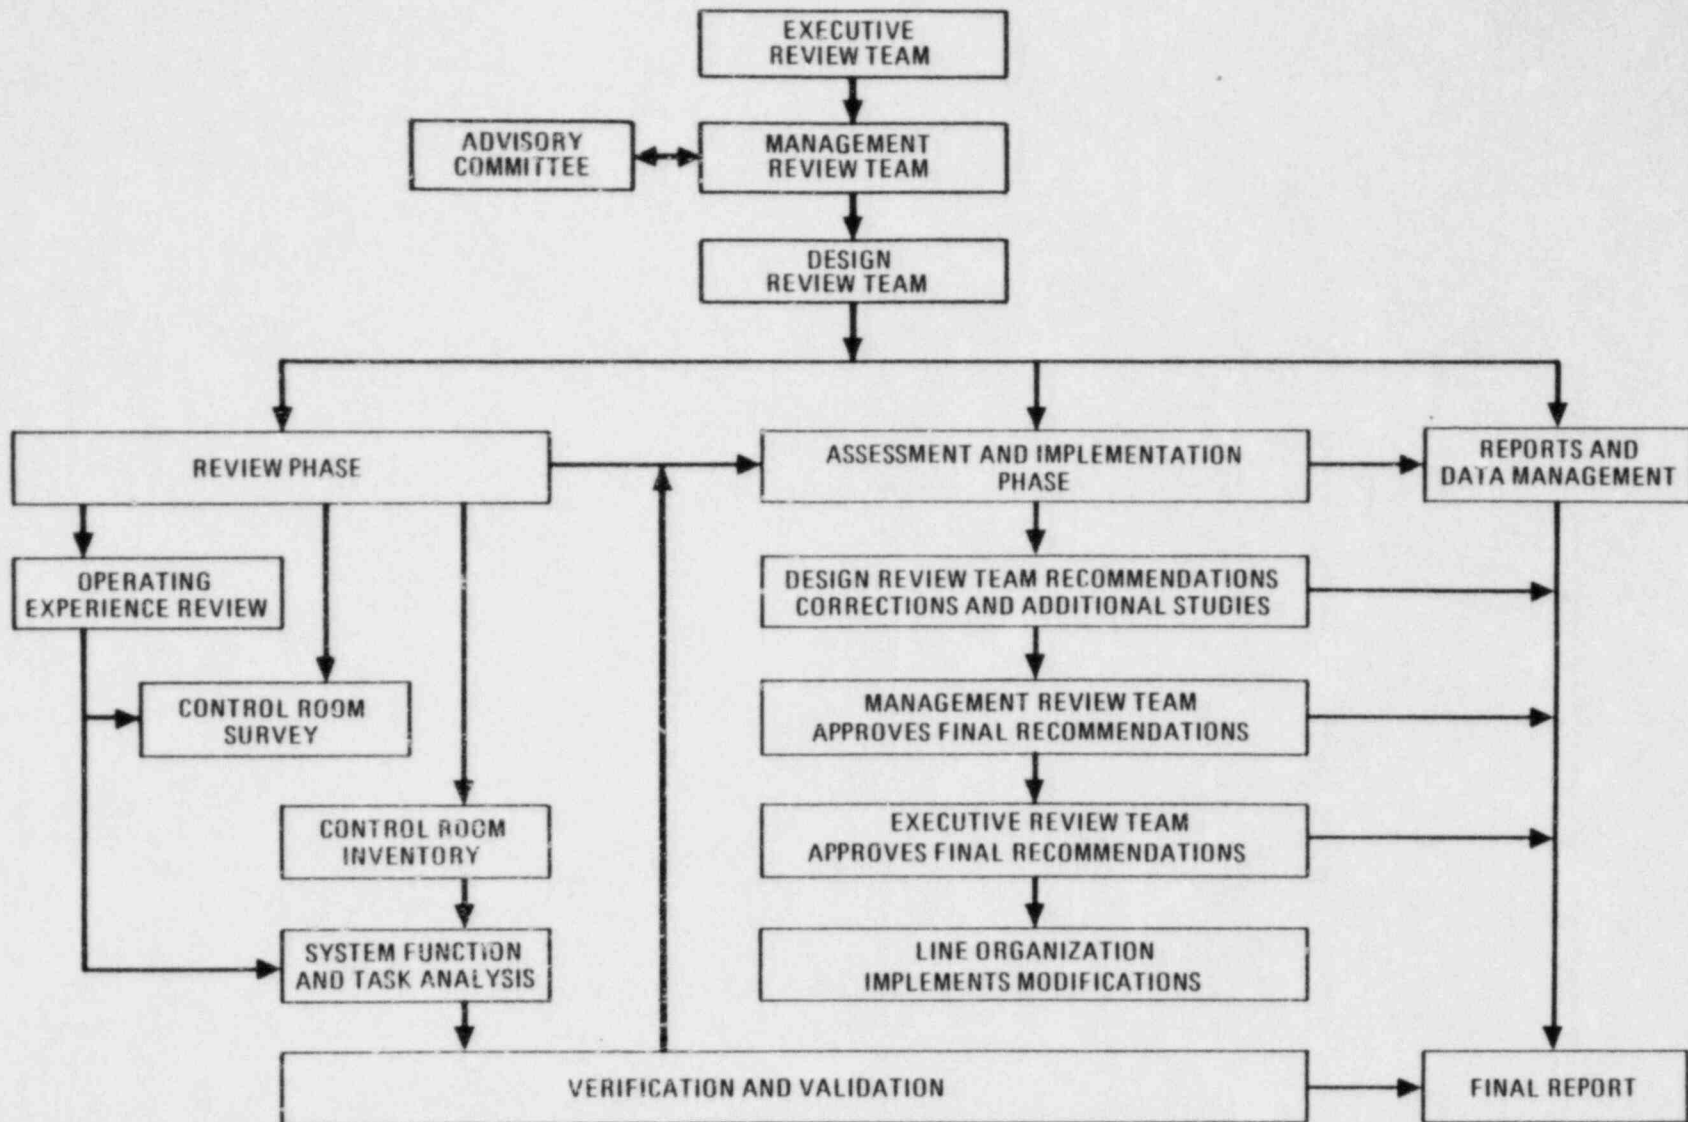 EXECUTIVE
REVIEW TEAM
ADVISORY
COMMITTEE
MANAGEMENT
REVIEW TEAM
DESIGN
REVIEW TEAM
REVIEW PHASE
ASSESSMENT AND IMPLEMENTATION
PHASE
REPORTS AND
DATA MANAGEMENT
OPERATING
EXPERIENCE REVIEW
DESIGN REVIEW TEAM RECOMMENDATIONS
CORRECTIONS AND ADDITIONAL STUDIES
CONTROL ROOM
SURVEY
MANAGEMENT REVIEW TEAM
APPROVES FINAL RECOMMENDATIONS
CONTROL ROOM
INVENTORY
EXECUTIVE REVIEW TEAM
APPROVES FINAL RECOMMENDATIONS
SYSTEM FUNCTION
AND TASK ANALYSIS
LINE ORGANIZATION
IMPLEMENTS MODIFICATIONS
VERIFICATION AND VALIDATION
FINAL REPORT